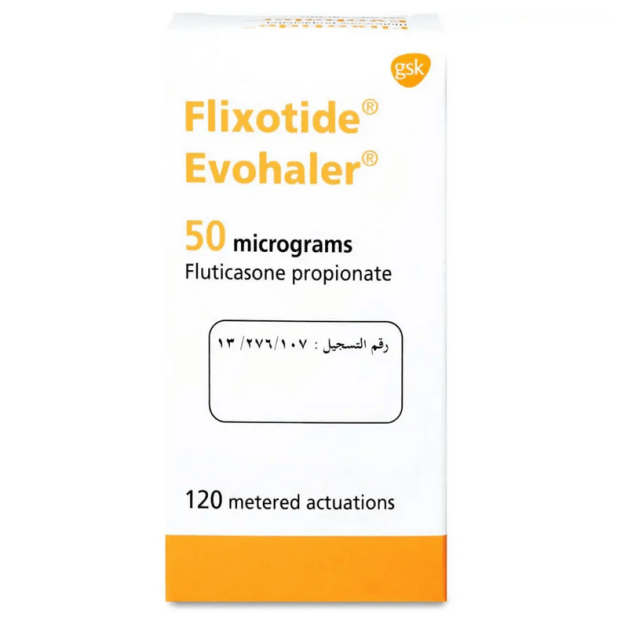 gsk
Flixotide®
Evohaler®
50 micrograms
Fluticasone propionate
رقم التسجيل : ١٣ /٢٧٦/١٠٧
120 metered actuations